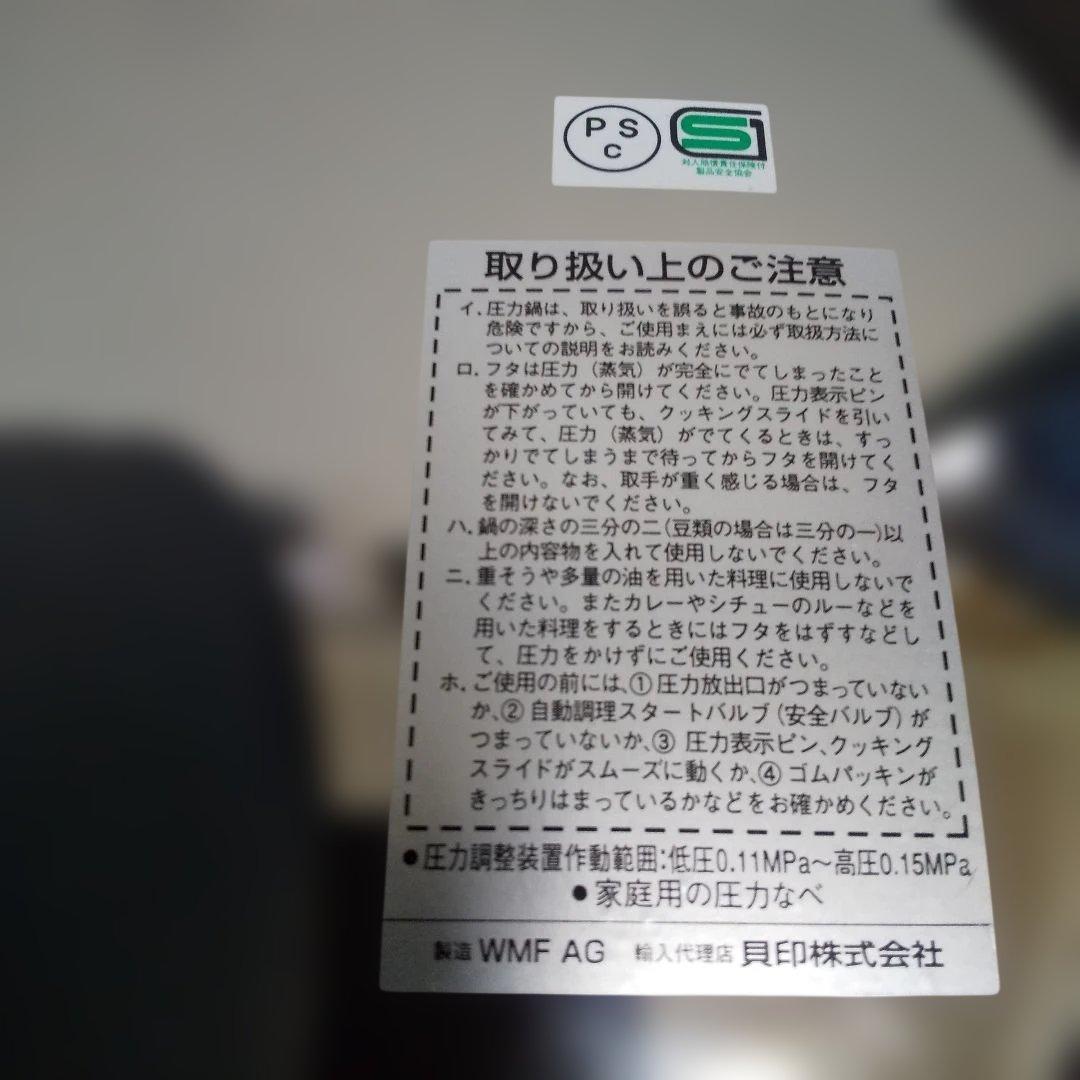 PS
C
SG
対人賠償責任保険付
製品安全協会
取り扱い上のご注意
イ.圧力鍋は、取り扱いを誤ると事故のもとになり
危険ですから、ご使用まえには必ず取扱方法に
ついての説明をお読みください。
ロ.フタは圧力(蒸気)が完全にでてしまったこと
を確かめてから開けてください。圧力表示ピン
が下がっていても、クッキングスライドを引い
てみて、圧力(蒸気)がでてくるときは、すっ
かりでてしまうまで待ってからフタを開けてく
ださい。なお、取手が重く感じる場合は、フタ
を開けないでください。
ハ.鍋の深さの三分の二(豆類の場合は三分の一)以
上の内容物を入れて使用しないでください。
ニ.重そうや多量の油を用いた料理に使用しないで
ください。またカレーやシチューのルーなどを
用いた料理をするときにはフタをはずすなどし
て、圧力をかけずにご使用ください。
ホ.ご使用の前には、①圧力放出口がつまっていない
か、②自動調理スタートバルブ(安全バルブ)が
つまっていないか、③圧力表示ピン、クッキング
スライドがスムーズに動くか、④ゴムパッキンが
きっちりはまっているかなどをお確かめください。
●圧力調整装置作動範囲:低圧0.11MPa～高圧0.15MPa
●家庭用の圧力なべ
製造 WMF AG 輸入代理店 貝印株式会社